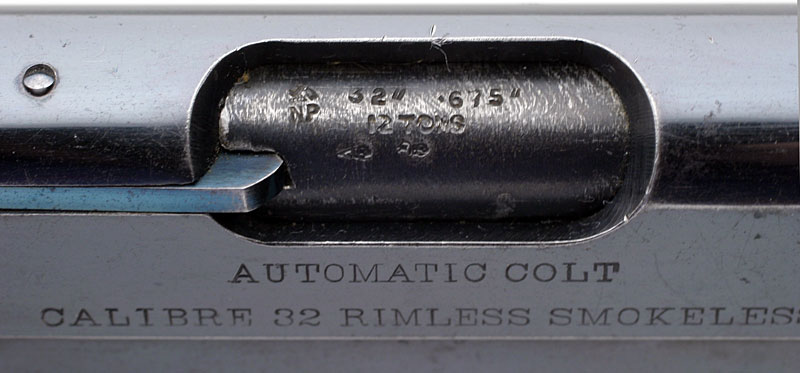 32" .675"
NP
12 TONS
AUTOMATIC COLT
CALIBRE 32 RIMLESS SMOKELESS